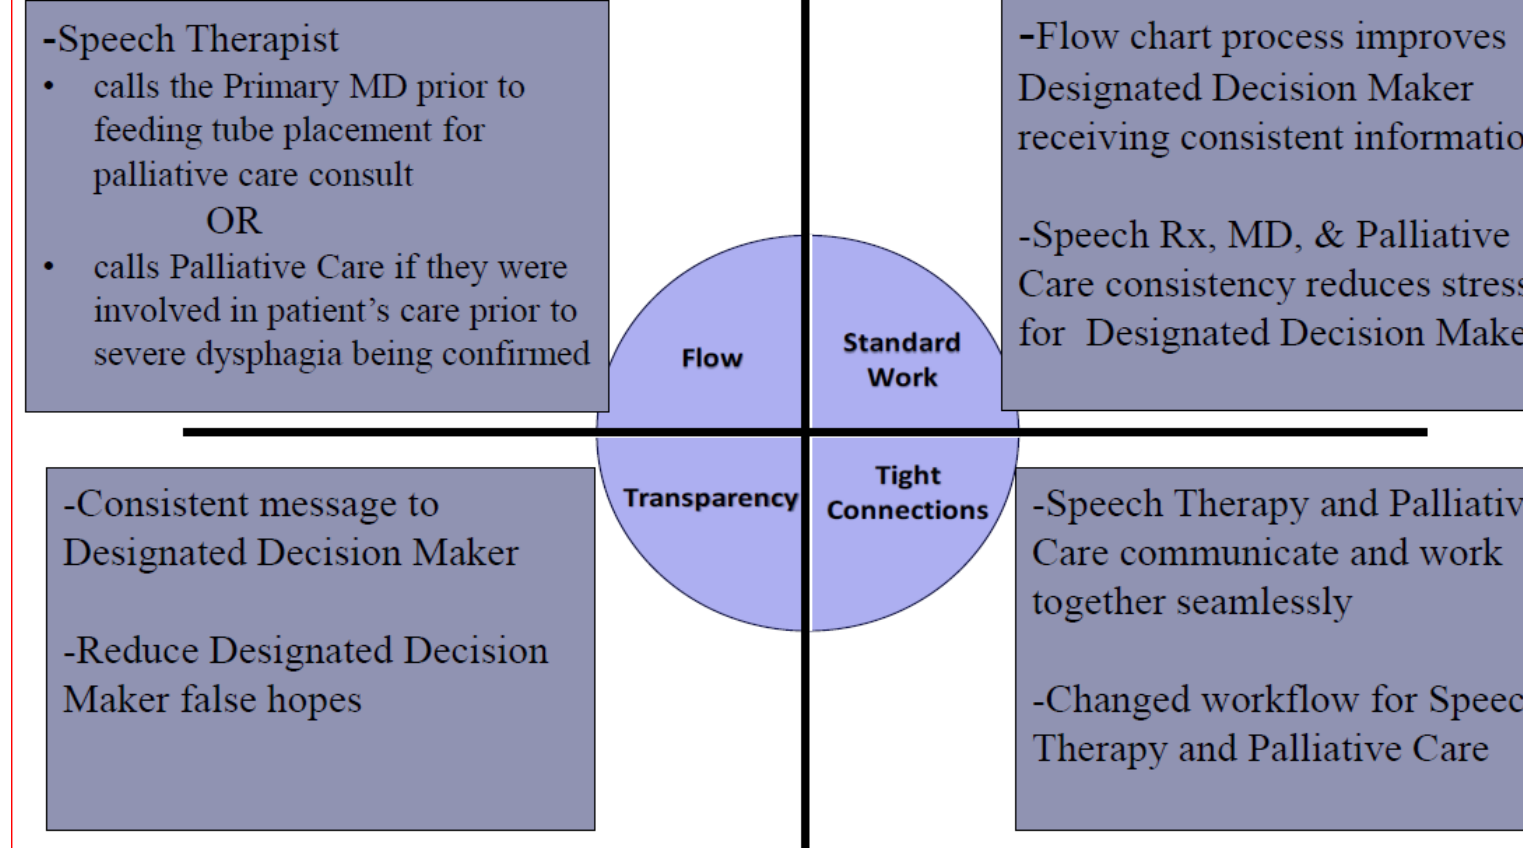 -Speech Therapist
• calls the Primary MD prior to
feeding tube placement for
palliative care consult
OR
• calls Palliative Care if they were
involved in patient’s care prior to
severe dysphagia being confirmed
-Flow chart process improves
Designated Decision Maker
receiving consistent informatio
-Speech Rx, MD, & Palliative
Care consistency reduces stress
for Designated Decision Make
Flow
Standard
Work
Transparency
Tight
Connections
-Consistent message to
Designated Decision Maker
-Reduce Designated Decision
Maker false hopes
-Speech Therapy and Palliativ
Care communicate and work
together seamlessly
-Changed workflow for Speec
Therapy and Palliative Care